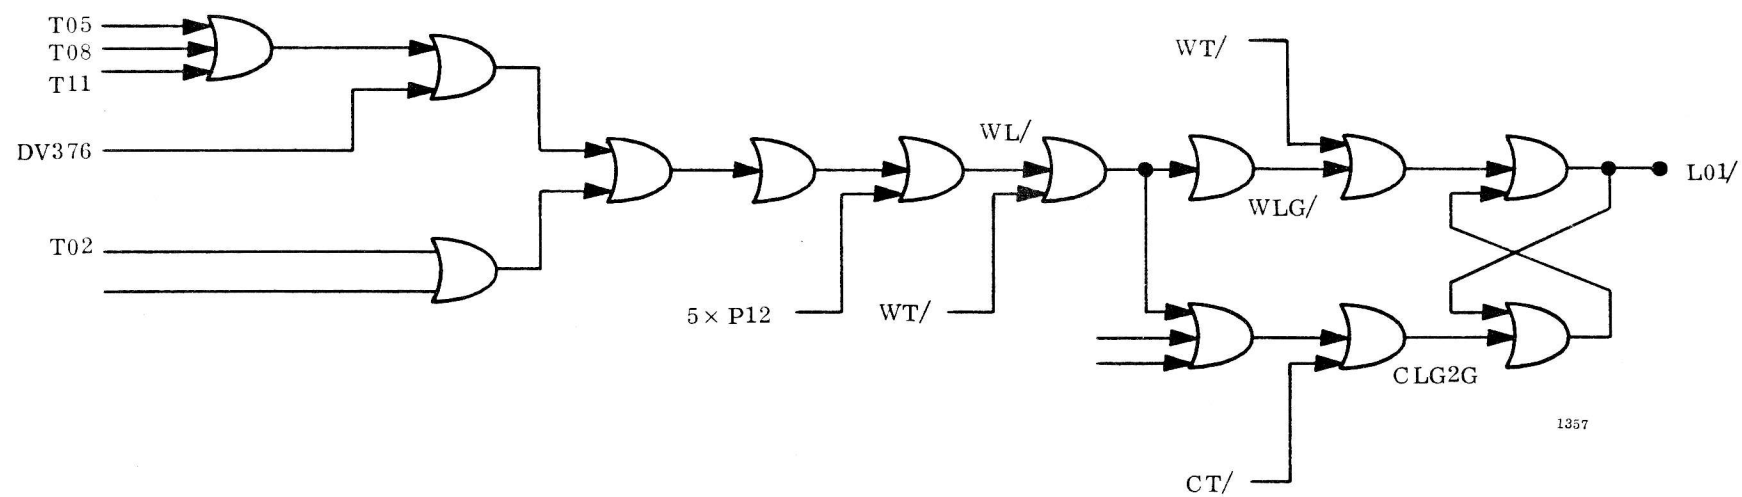 T05
T08
T11
DV376
T02
5× P12
WT/
WL/
WT/
WLG/
L01/
CLG2G
CT/
1357